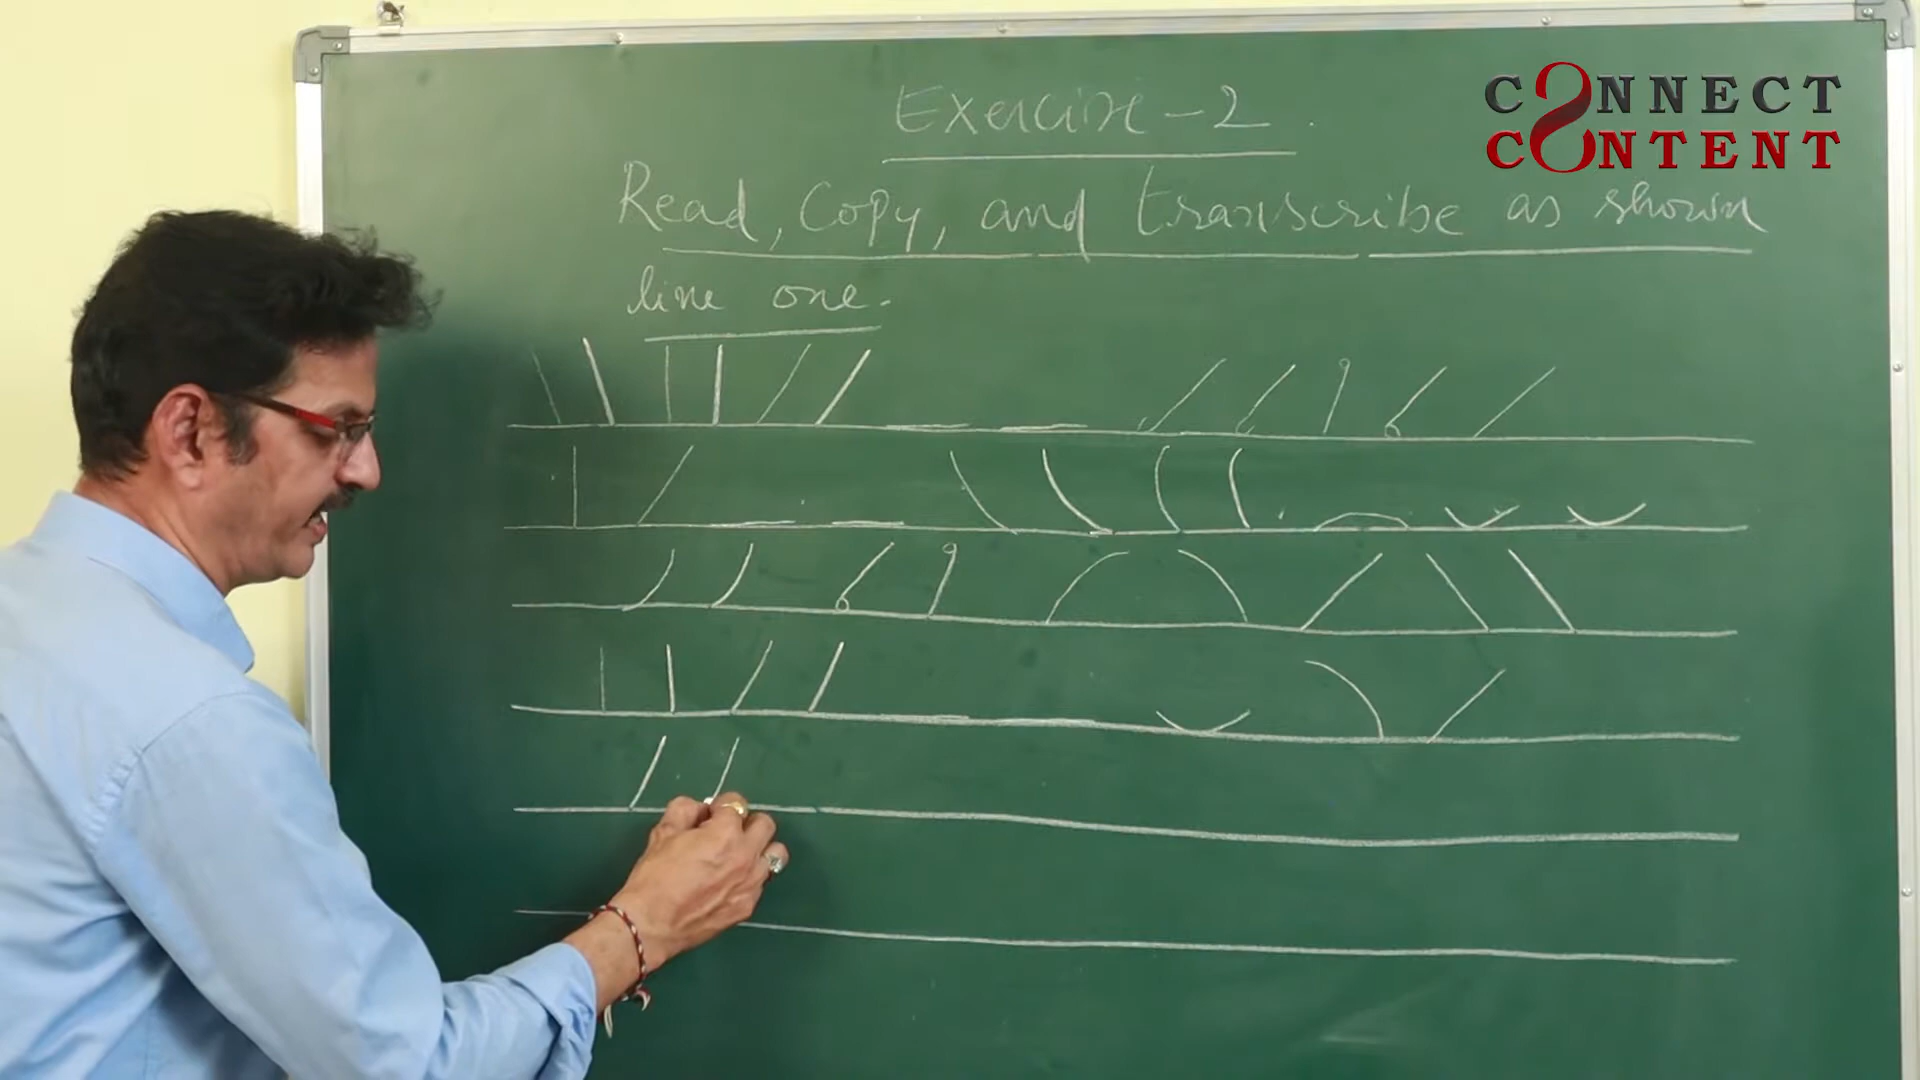 CONNECT
CONTENT
Exercise-2.
Read, Copy, and transcribe as shown
line one.